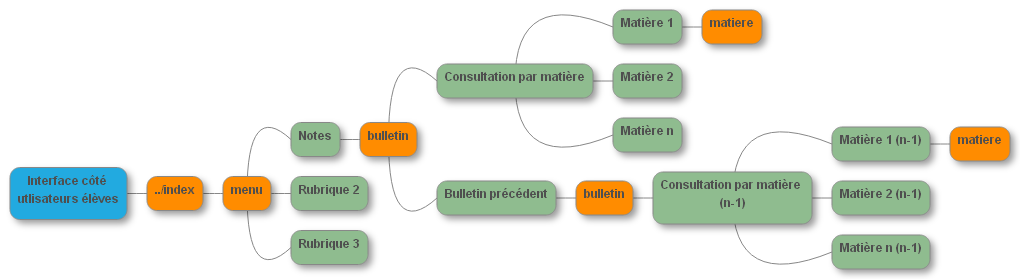 Interface côté
utlisateurs élèves
../index
menu
Notes
Rubrique 2
Rubrique 3
bulletin
Consultation par matière
Matière 1
matiere
Matière 2
Matière n
Bulletin précédent
bulletin
Consultation par matière
(n-1)
Matière 1 (n-1)
matiere
Matière 2 (n-1)
Matière n (n-1)